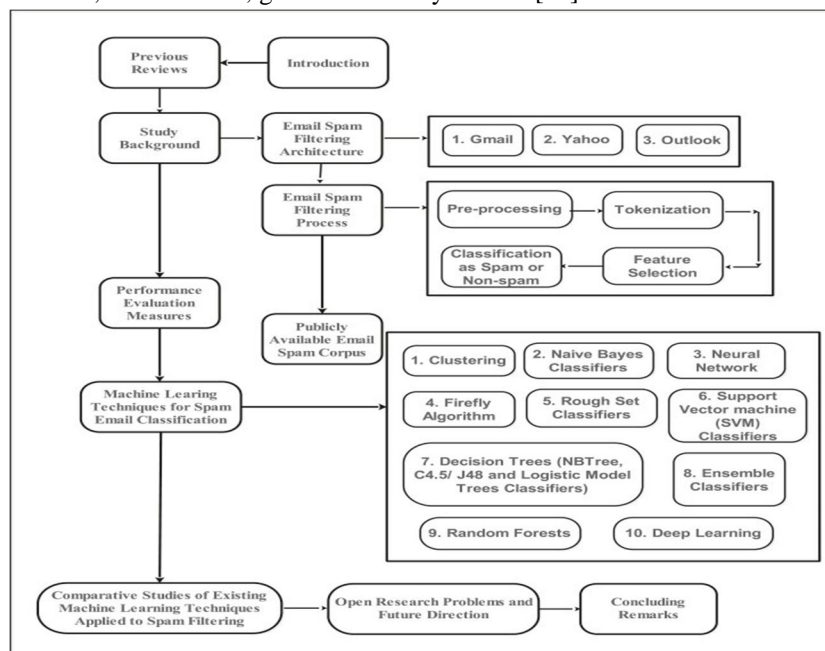 Previous
Reviews
Introduction
Study
Background
Email Spam
Filtering
Architecture
1. Gmail
2. Yahoo
3. Outlook
Email Spam
Filtering
Process
Pre-processing
Tokenization
Classification
as Spam or
Non-spam
Feature
Selection
Performance
Evaluation
Measures
Publicly
Available Email
Spam Corpus
1. Clustering
2. Naive Bayes
Classifiers
3. Neural
Network
Machine Learing
Techniques for Spam
Email Classification
4. Firefly
Algorithm
5. Rough Set
Classifiers
6. Support
Vector machine
(SVM)
Classifiers
7. Decision Trees (NBTree,
C4.5/ J48 and Logistic Model
Trees Classifiers)
8. Ensemble
Classifiers
9. Random Forests
10. Deep Learning
Comparative Studies of Existing
Machine Learning Techniques
Applied to Spam Filtering
Open Research Problems and
Future Direction
Concluding
Remarks